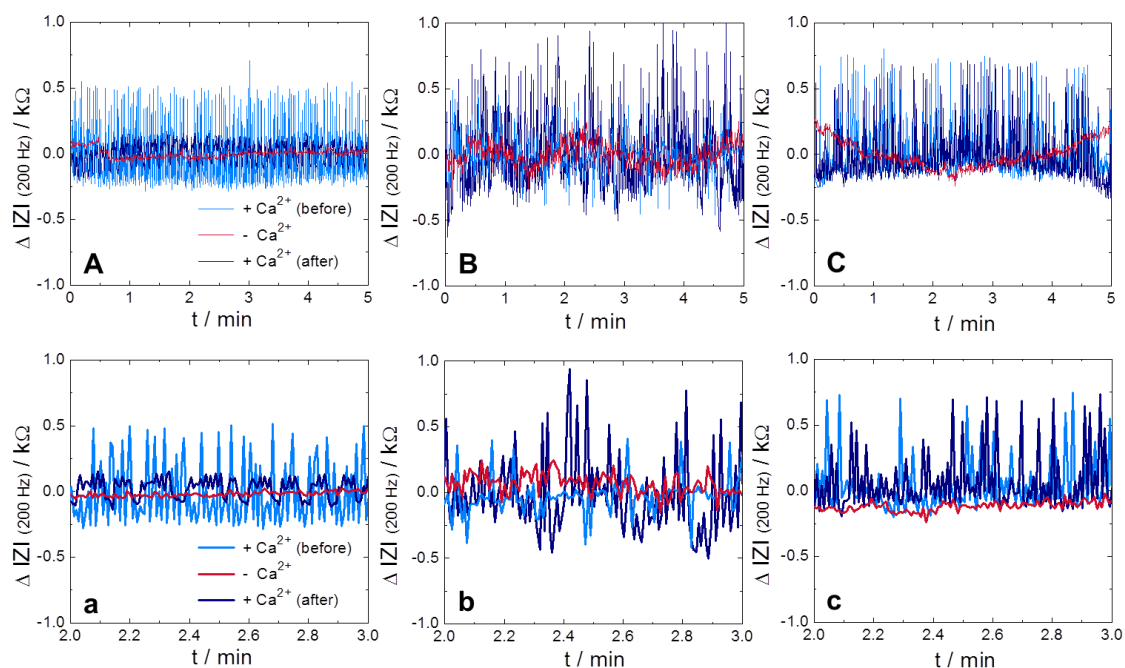 1.0
0.5
0.0
-0.5
-1.0
Δ |Z| (200 Hz) / kΩ
+ Ca²⁺ (before)
- Ca²⁺
+ Ca²⁺ (after)
A
0 1 2 3 4 5
t / min
1.0
0.5
0.0
-0.5
-1.0
Δ |Z| (200 Hz) / kΩ
B
0 1 2 3 4 5
t / min
1.0
0.5
0.0
-0.5
-1.0
Δ |Z| (200 Hz) / kΩ
C
0 1 2 3 4 5
t / min
1.0
0.5
0.0
-0.5
-1.0
Δ |Z| (200 Hz) / kΩ
+ Ca²⁺ (before)
- Ca²⁺
+ Ca²⁺ (after)
a
2.0 2.2 2.4 2.6 2.8 3.0
t / min
1.0
0.5
0.0
-0.5
-1.0
Δ |Z| (200 Hz) / kΩ
b
2.0 2.2 2.4 2.6 2.8 3.0
t / min
1.0
0.5
0.0
-0.5
-1.0
Δ |Z| (200 Hz) / kΩ
c
2.0 2.2 2.4 2.6 2.8 3.0
t / min